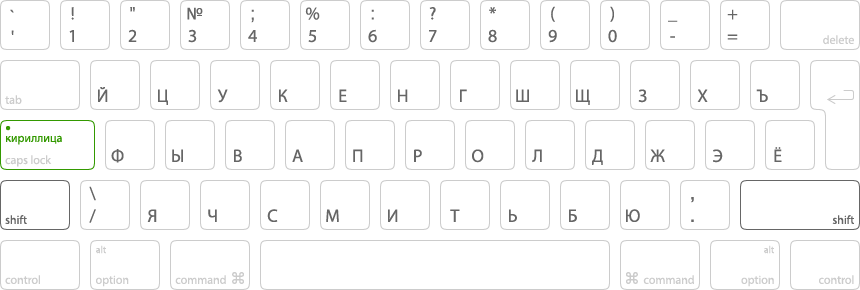 ` ! " № ; % : ? * ( ) _ +
' 1 2 3 4 5 6 7 8 9 0 - = delete
tab Й Ц У К Е Н Г Ш Щ З Х Ъ
кириллица
caps lock Ф Ы В А П Р О Л Д Ж Э Ё
\ ,
shift / Я Ч С М И Т Ь Б Ю . shift
alt alt
control option command ⌘ ⌘ command option control